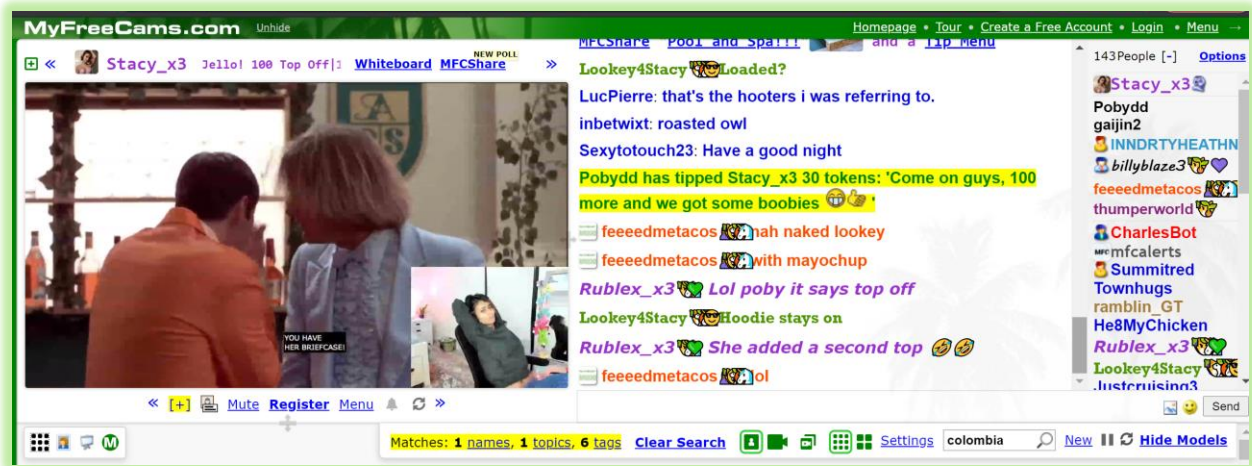 MyFreeCams.com Unhide
Homepage • Tour • Create a Free Account • Login • Menu →
NEW POLL
« Stacy_x3 Jello! 100 Top Off| Whiteboard MFCShare »
YOU HAVE
HER BRIEFCASE!
« [+] Mute Register Menu »
MFCShare Pool and Spa!!! and a Tip Menu
Lookey4Stacy Loaded?
LucPierre: that's the hooters i was referring to.
inbetwixt: roasted owl
Sexytotouch23: Have a good night
Pobydd has tipped Stacy_x3 30 tokens: 'Come on guys, 100
more and we got some boobies 😁👍 '
feeeedmetacos nah naked lookey
feeeedmetacos with mayochup
Rublex_x3 Lol poby it says top off
Lookey4Stacy Hoodie stays on
Rublex_x3 She added a second top 🤣🤣
feeeedmetacos lol
Send
143People [-] Options
Stacy_x3
Pobydd
gaijin2
INNDRTYHEATHN
billyblaze3
feeeedmetacos
thumperworld
CharlesBot
MFC mfcalerts
Summitred
Townhugs
ramblin_GT
He8MyChicken
Rublex_x3
Lookey4Stacy
Justcruising3
M
Matches: 1 names, 1 topics, 6 tags Clear Search Settings colombia New Hide Models